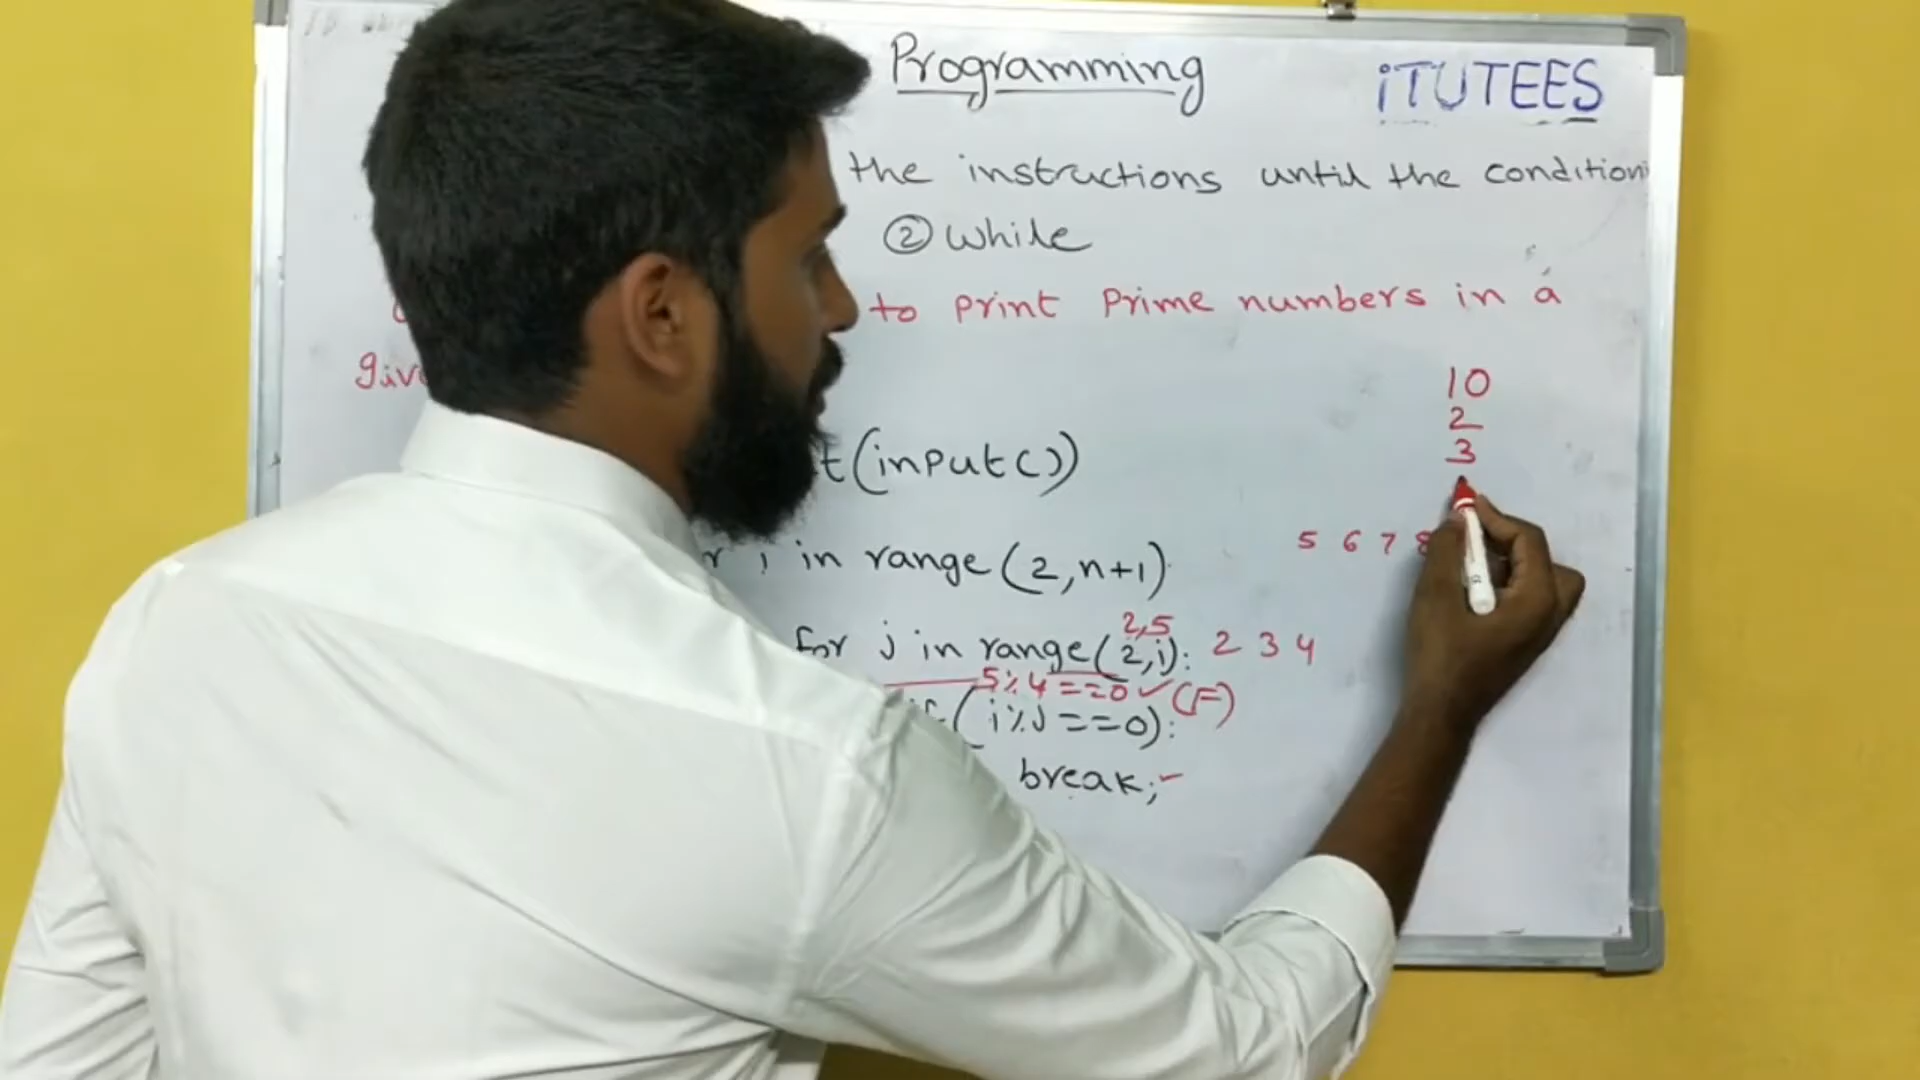 Programming
iTUTEES
the instructions until the condition
② While
to print Prime numbers in a
10
2
3
t(input())
in range(2,n+1)
5 6 7 8
2,5
for j in range(2,i): 2 3 4
5%4==0✓(F)
(i%j==0):
break;